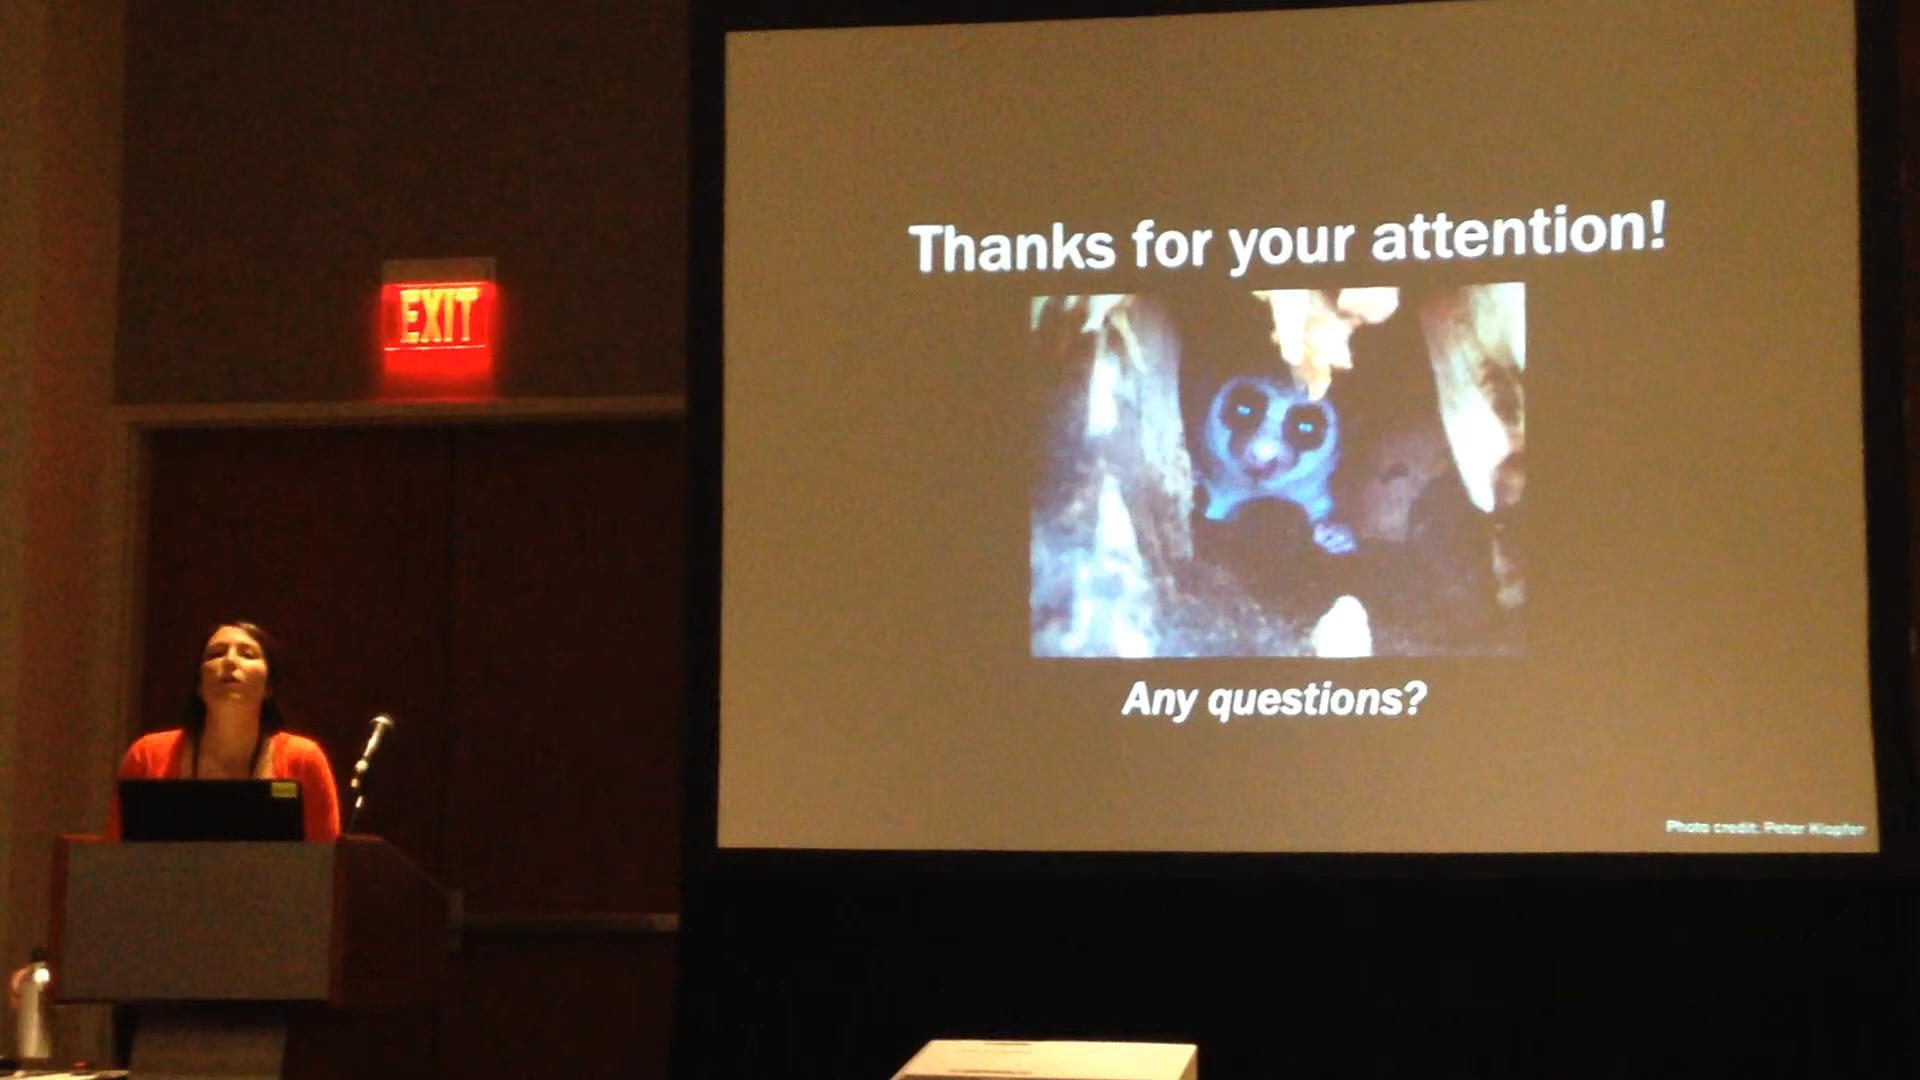 EXIT
Thanks for your attention!
Any questions?
Photo credit: Peter Klopfer